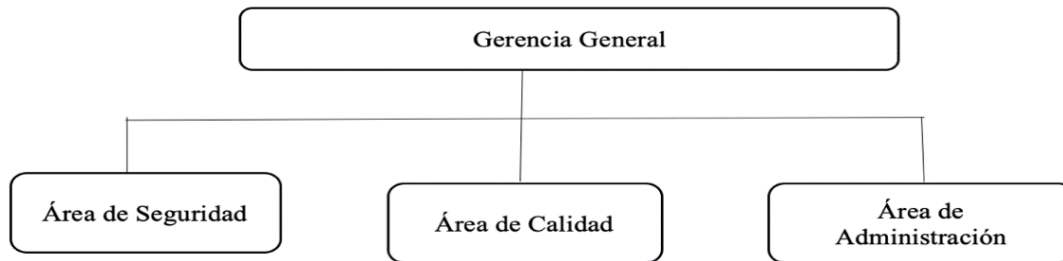 Gerencia General
Área de Seguridad
Área de Calidad
Área de
Administración